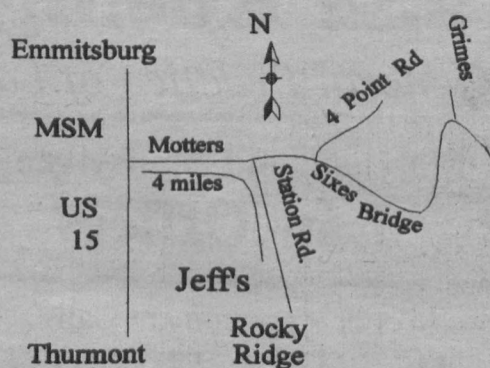 Emmitsburg
N
Grimes
4 Point Rd
MSM
Motters
4 miles
Station Rd.
Sixes
Bridge
US
15
Jeff's
Rocky
Ridge
Thurmont